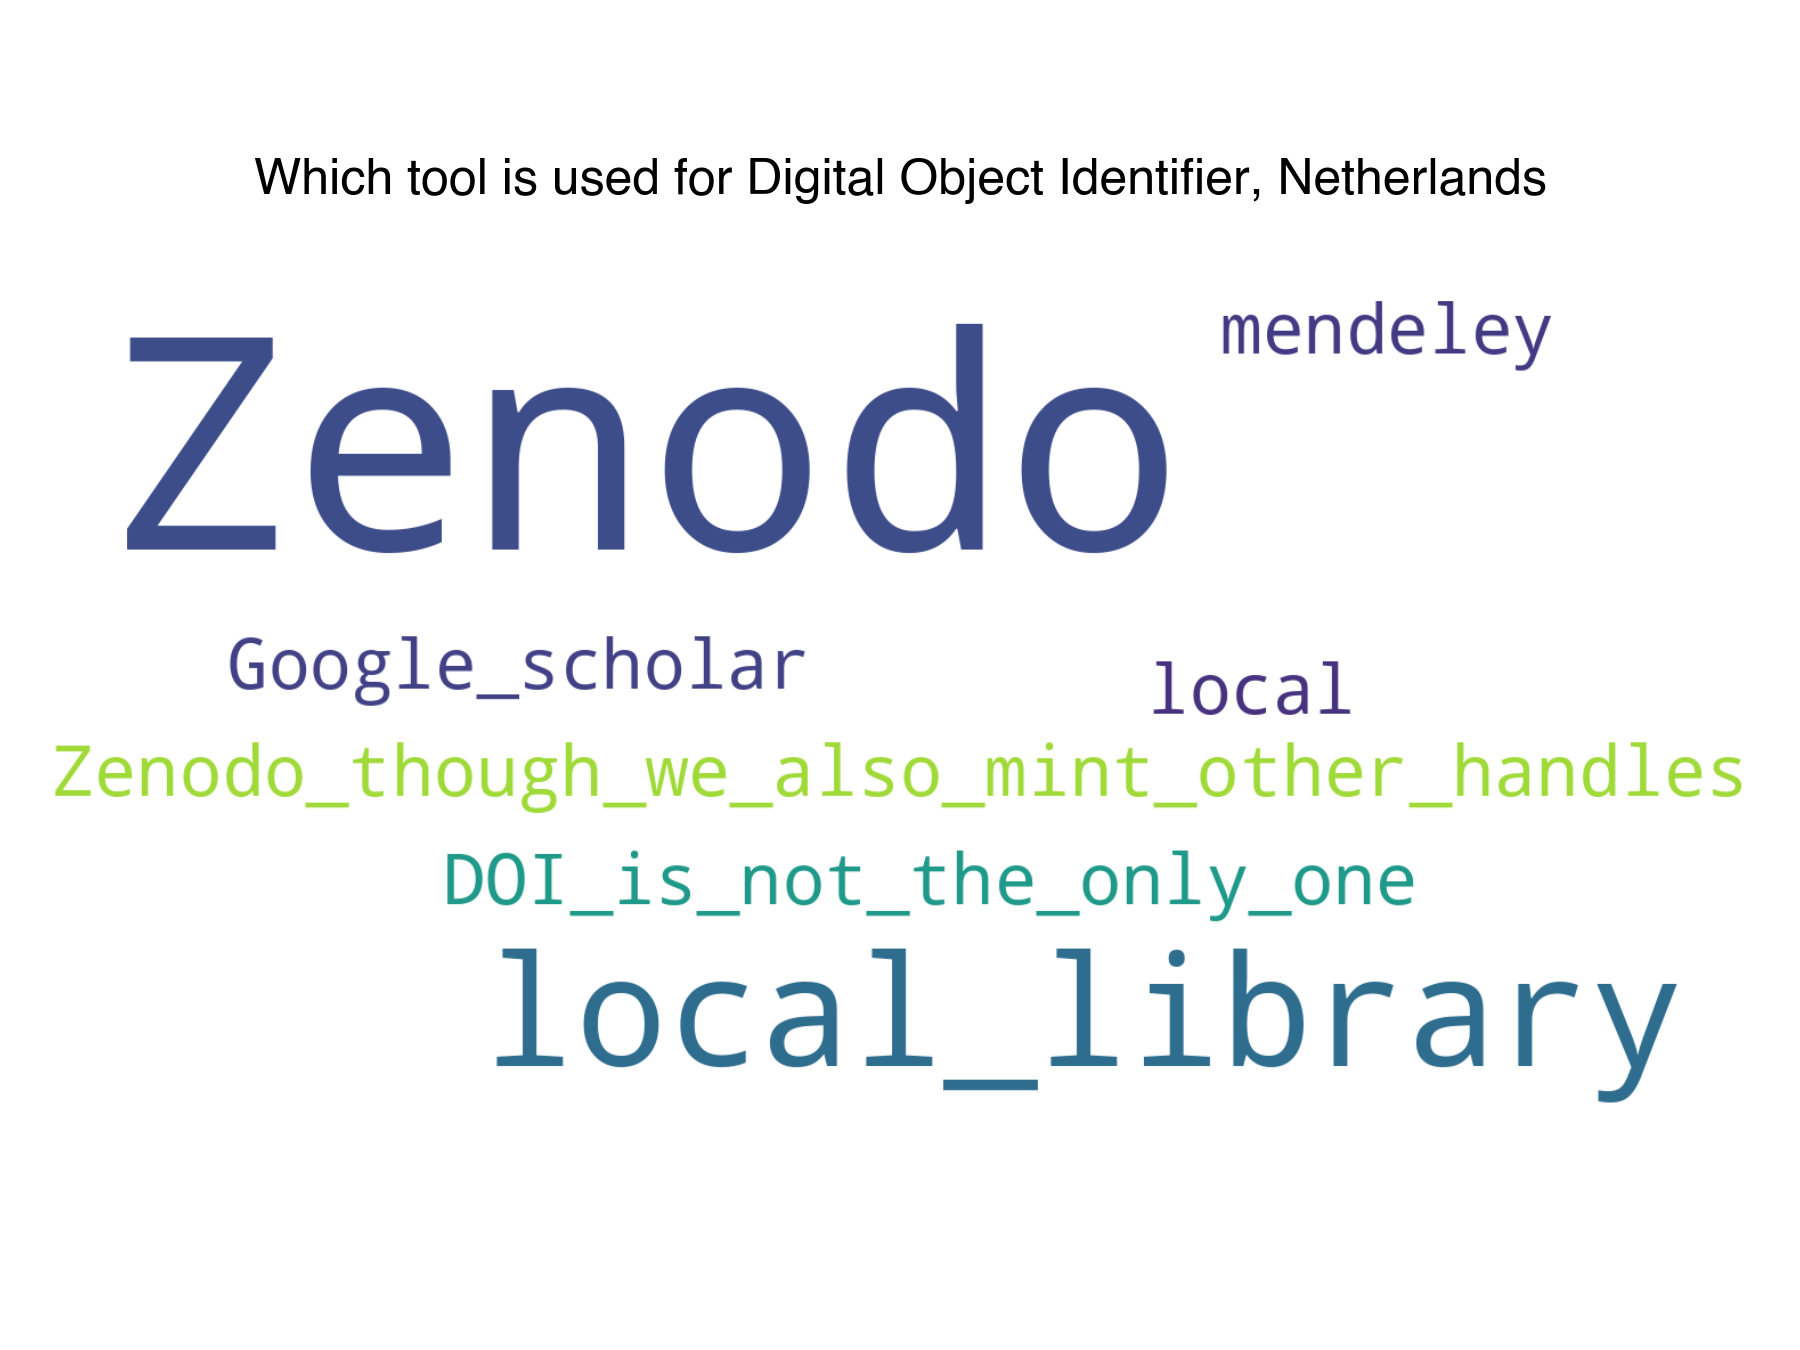 Which tool is used for Digital Object Identifier, Netherlands
mendeley
Zenodo
Google_scholar
local
Zenodo_though_we_also_mint_other_handles
DOI_is_not_the_only_one
local_library